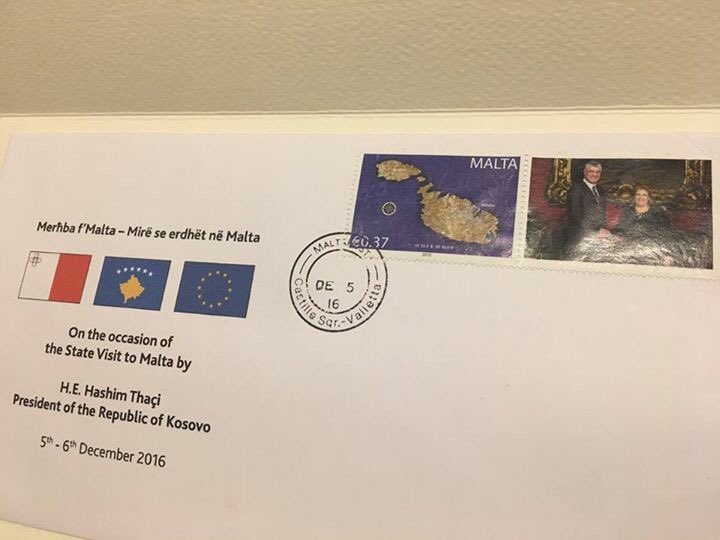 MALTA
€0.37
Merħba f'Malta – Mirë se erdhët në Malta
MALTAPOST
DE 5
16
Castille Sqr.-Valletta
On the occasion of
the State Visit to Malta by
H.E. Hashim Thaçi
President of the Republic of Kosovo
5th - 6th December 2016